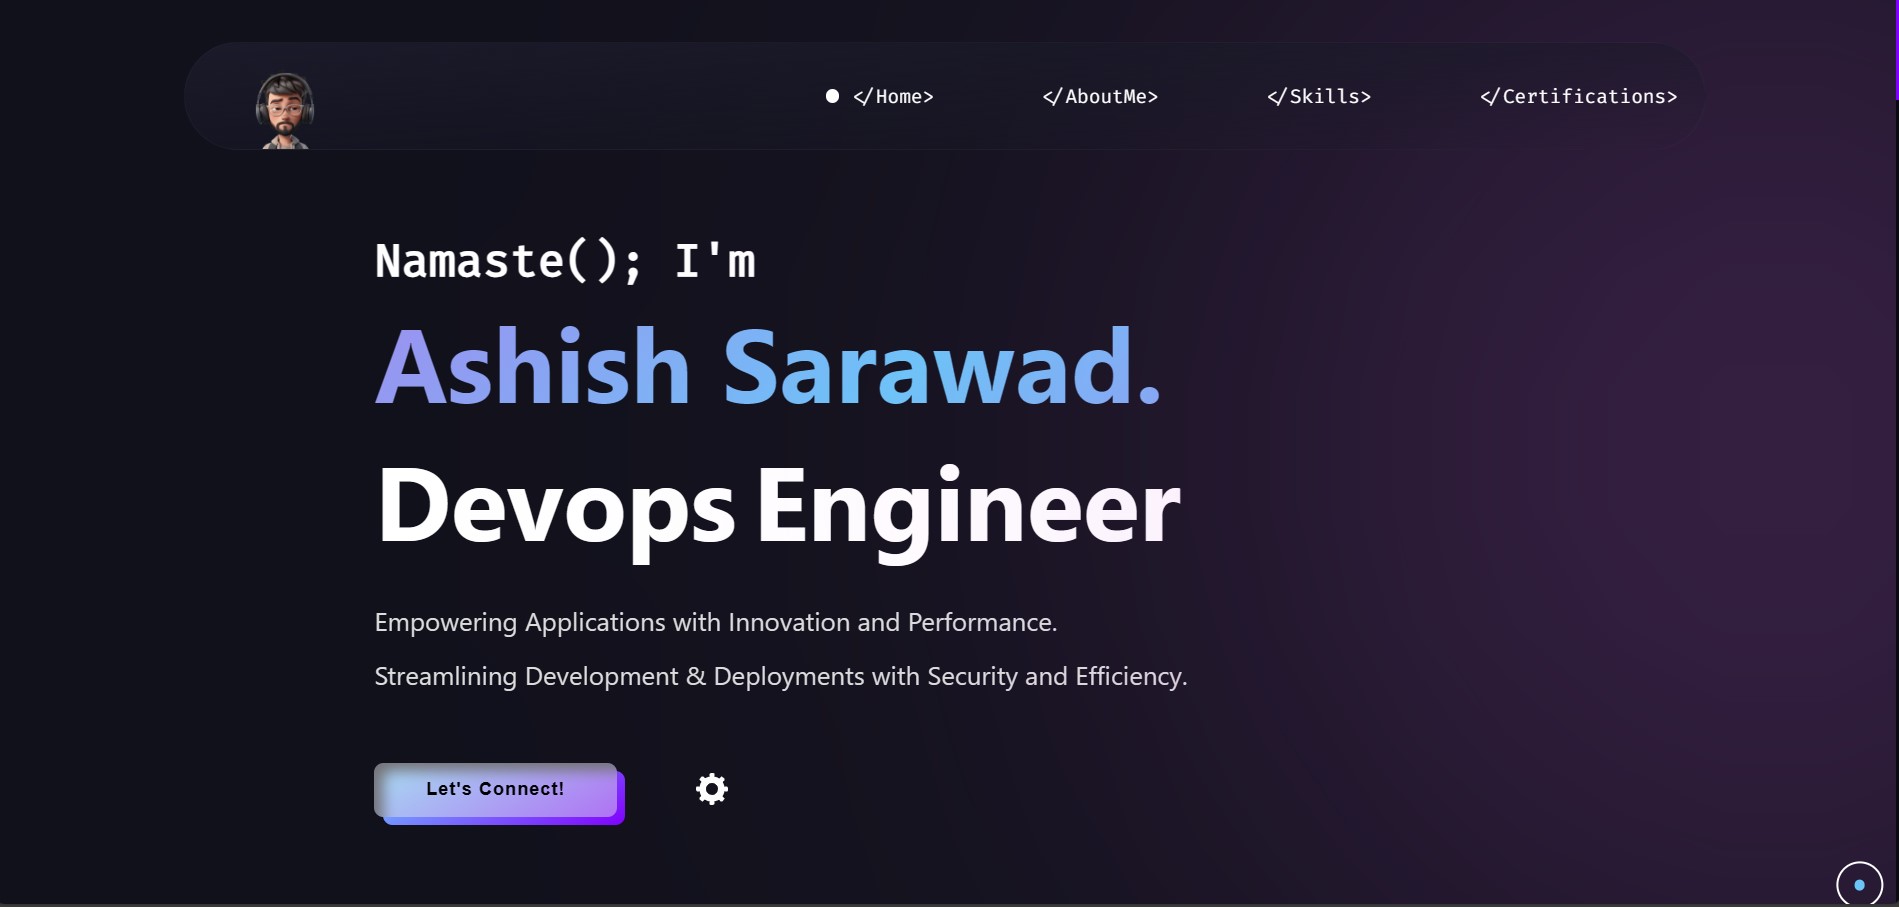 </Home>
</AboutMe>
</Skills>
</Certifications>
Namaste(); I'm
Ashish Sarawad.
Devops Engineer
Empowering Applications with Innovation and Performance.
Streamlining Development & Deployments with Security and Efficiency.
Let's Connect!